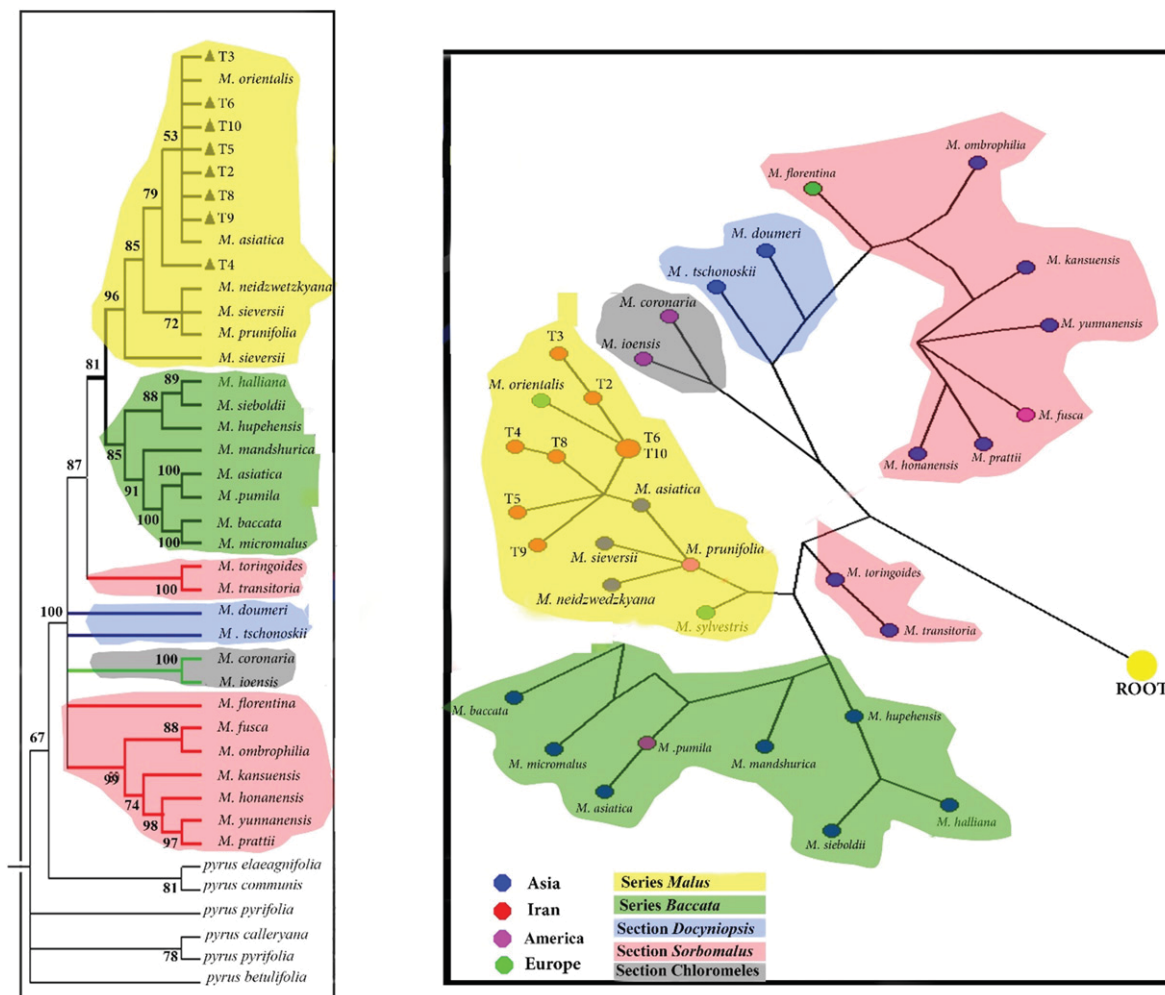 T3
M. orientalis
T6
T10
T5
T2
T8
T9
M. asiatica
T4
M. neidzwetzkyana
M. sieversii
M. prunifolia
M. sieversii
M. halliana
M. sieboldii
M. hupehensis
M. mandshurica
M. asiatica
M .pumila
M. baccata
M. micromalus
M. toringoides
M. transitoria
M. doumeri
M . tschonoskii
M. coronaria
M. ioensis
M. florentina
M. fusca
M. ombrophilia
M. kansuensis
M. honanensis
M. yunnanensis
M. prattii
pyrus elaeagnifolia
pyrus communis
pyrus pyrifolia
pyrus calleryana
pyrus pyrifolia
pyrus betulifolia
53
79
85
96
72
81
89
88
85
91
100
100
100
87
100
100
100
67
88
99
74
98
97
81
78
M. ombrophilia
M. florentina
M. doumeri
M . tschonoskii
M. kansuensis
M. coronaria
M. yunnanensis
M. ioensis
T3
M. orientalis
T2
M. fusca
T4
T8
T6
T10
M. honanensis
M. prattii
M. asiatica
T5
T9
M. sieversii
M. prunifolia
M. neidzwedzkyana
M. sylvestris
M. toringoides
M. transitoria
ROOT
M. baccata
M. hupehensis
M. micromalus
M .pumila
M. mandshurica
M. asiatica
M. sieboldii
M. halliana
Asia
Iran
America
Europe
Series Malus
Series Baccata
Section Docyniopsis
Section Sorbomalus
Section Chloromeles